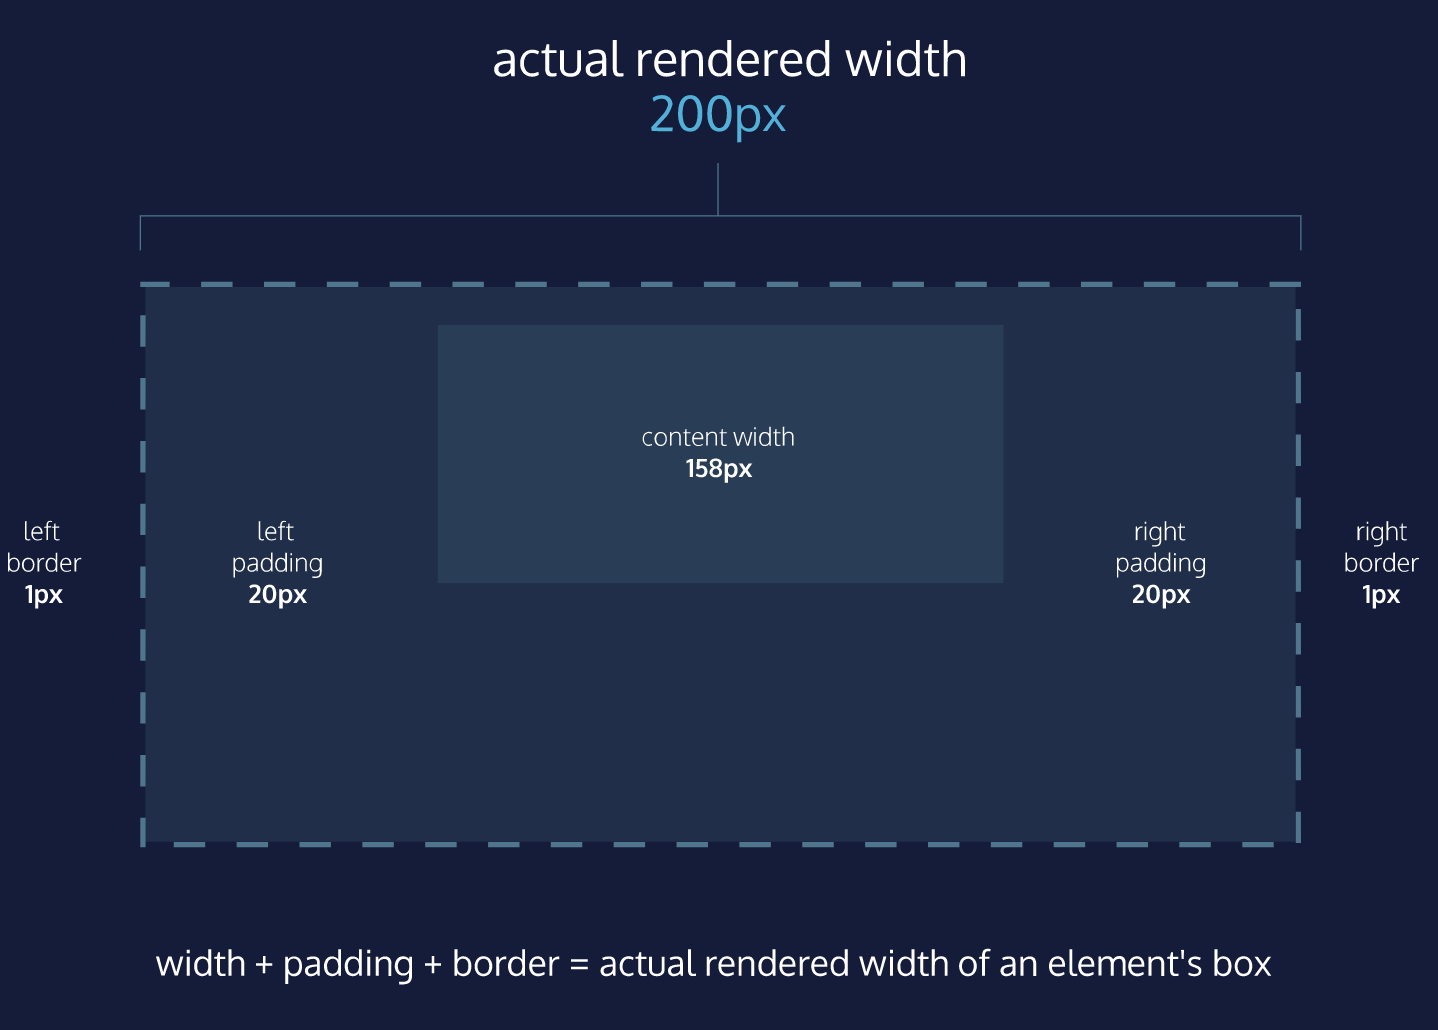 actual rendered width
200px
content width
158px
left
border
1px
left
padding
20px
right
padding
20px
right
border
1px
width + padding + border = actual rendered width of an element's box